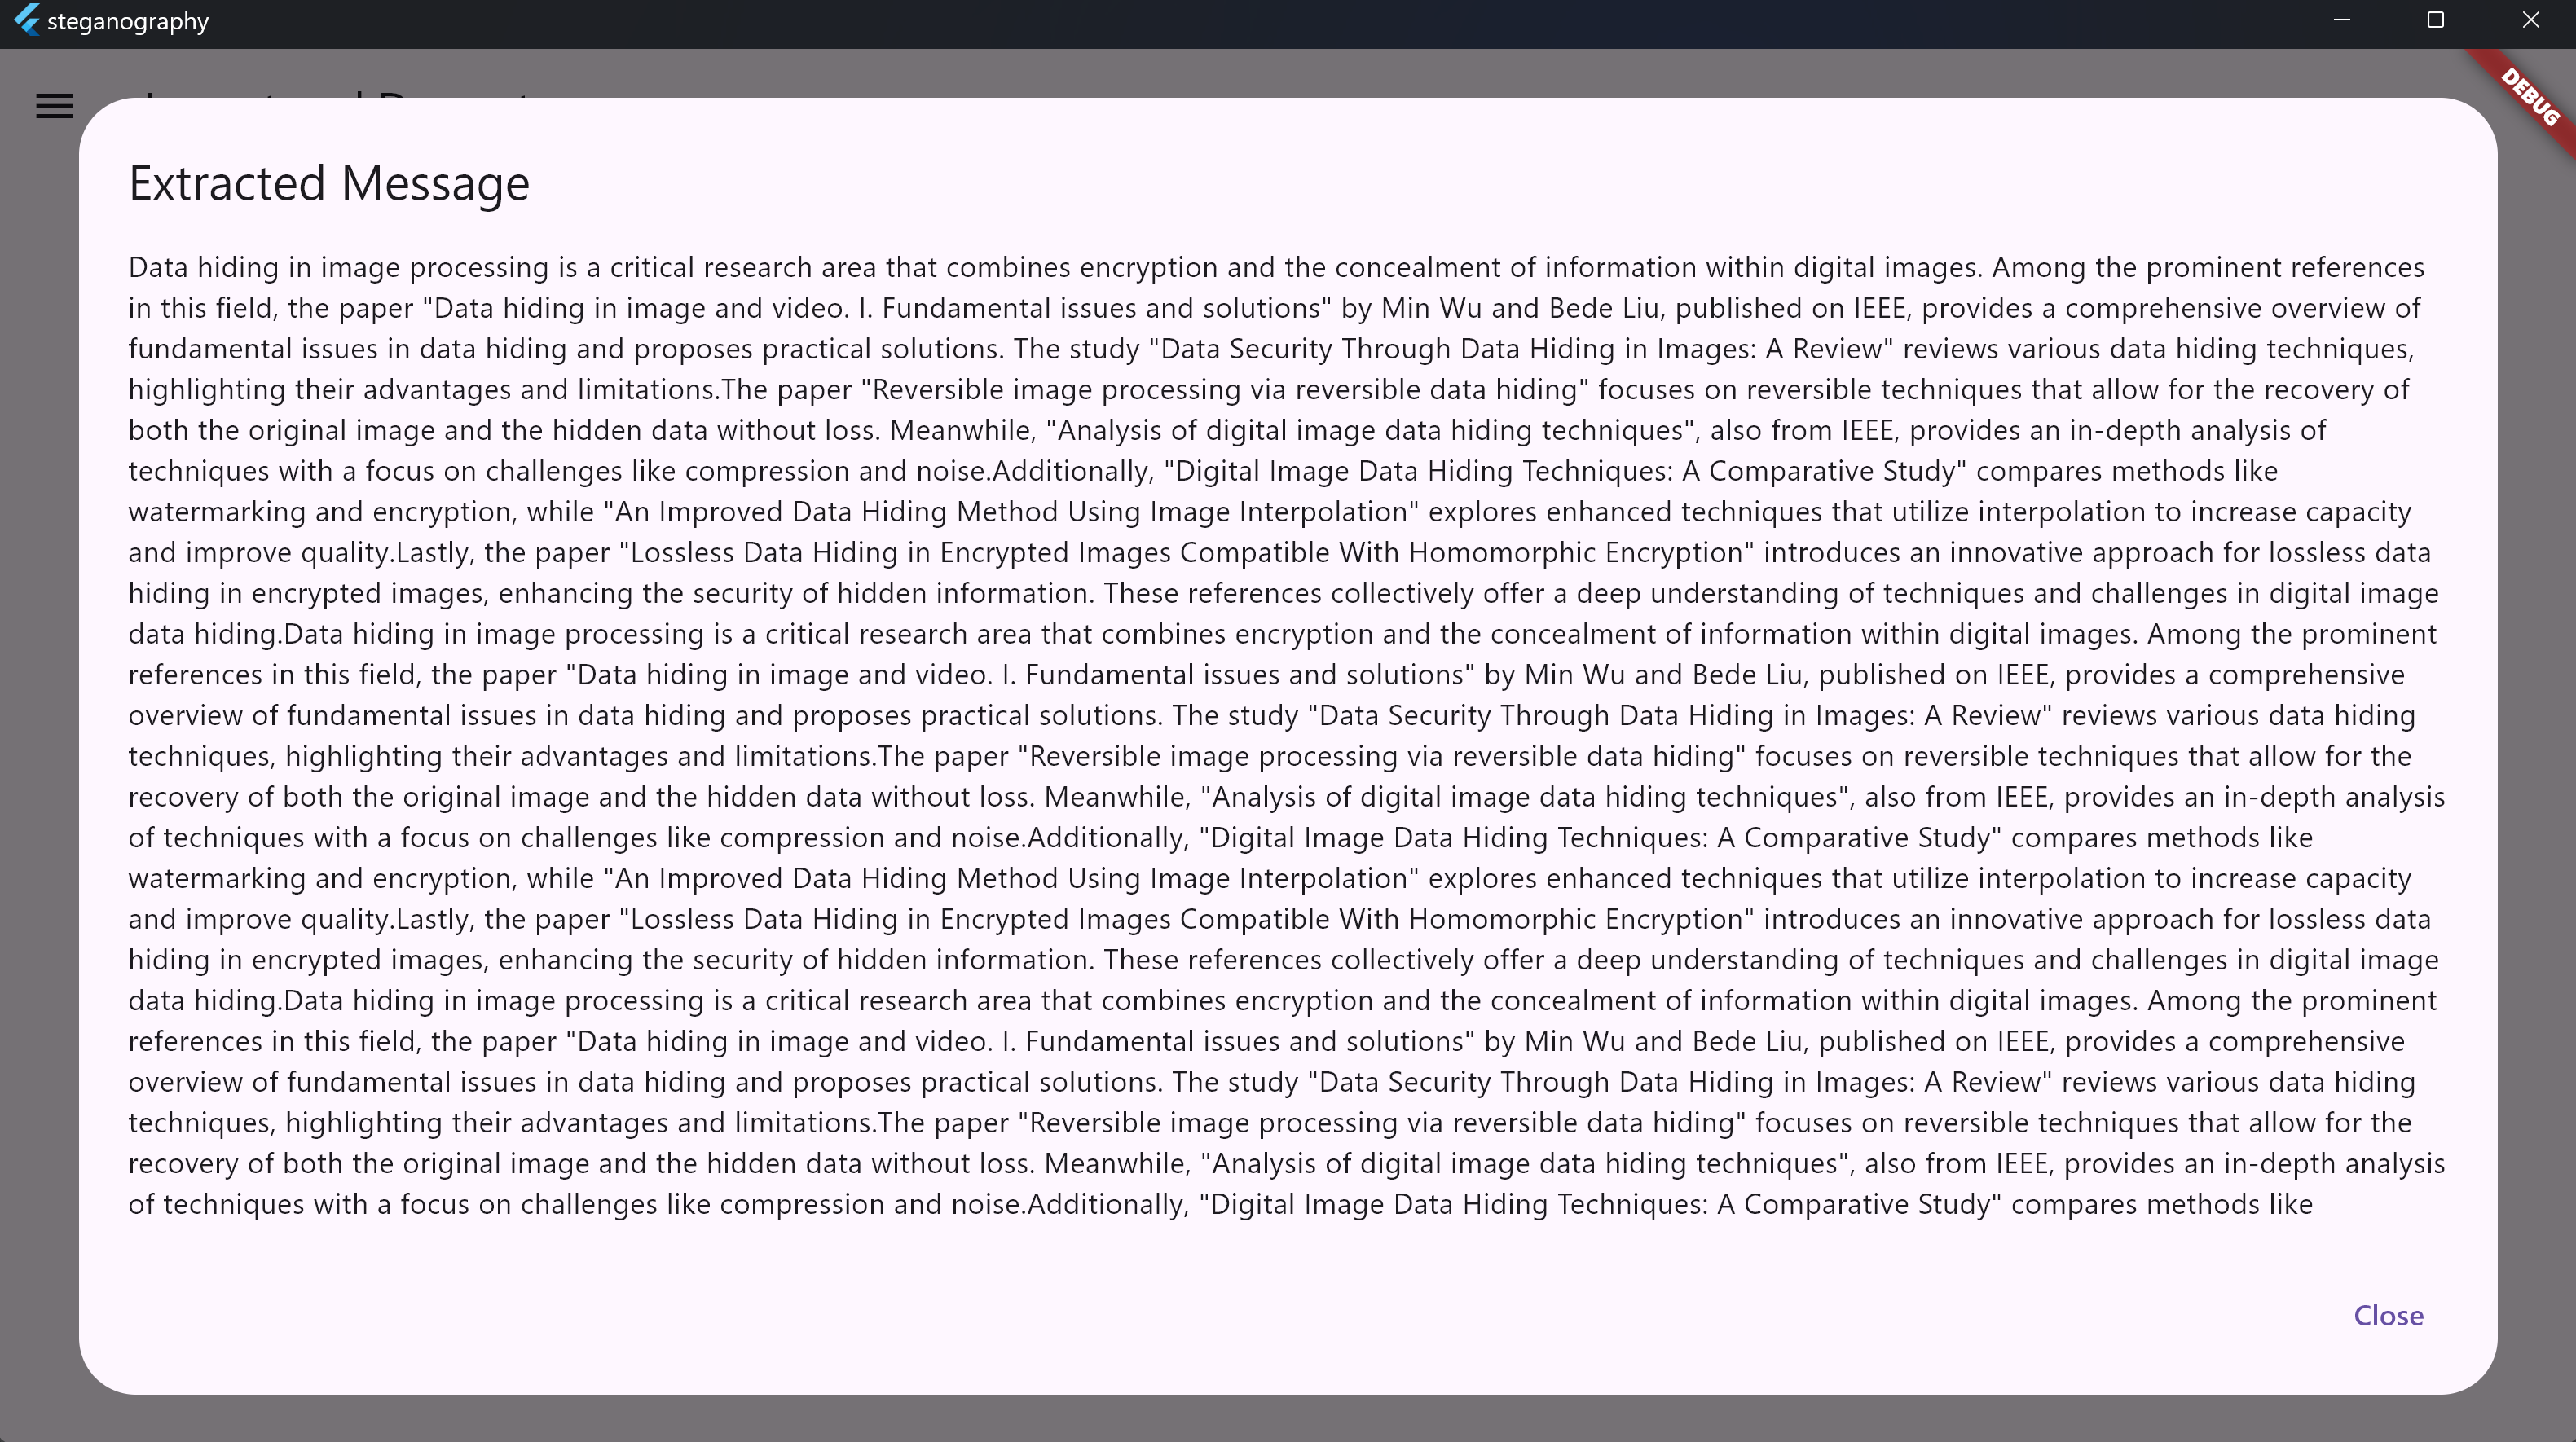 steganography
DEBUG
Extracted Message
Data hiding in image processing is a critical research area that combines encryption and the concealment of information within digital images. Among the prominent references
in this field, the paper "Data hiding in image and video. I. Fundamental issues and solutions" by Min Wu and Bede Liu, published on IEEE, provides a comprehensive overview of
fundamental issues in data hiding and proposes practical solutions. The study "Data Security Through Data Hiding in Images: A Review" reviews various data hiding techniques,
highlighting their advantages and limitations.The paper "Reversible image processing via reversible data hiding" focuses on reversible techniques that allow for the recovery of
both the original image and the hidden data without loss. Meanwhile, "Analysis of digital image data hiding techniques", also from IEEE, provides an in-depth analysis of
techniques with a focus on challenges like compression and noise.Additionally, "Digital Image Data Hiding Techniques: A Comparative Study" compares methods like
watermarking and encryption, while "An Improved Data Hiding Method Using Image Interpolation" explores enhanced techniques that utilize interpolation to increase capacity
and improve quality.Lastly, the paper "Lossless Data Hiding in Encrypted Images Compatible With Homomorphic Encryption" introduces an innovative approach for lossless data
hiding in encrypted images, enhancing the security of hidden information. These references collectively offer a deep understanding of techniques and challenges in digital image
data hiding.Data hiding in image processing is a critical research area that combines encryption and the concealment of information within digital images. Among the prominent
references in this field, the paper "Data hiding in image and video. I. Fundamental issues and solutions" by Min Wu and Bede Liu, published on IEEE, provides a comprehensive
overview of fundamental issues in data hiding and proposes practical solutions. The study "Data Security Through Data Hiding in Images: A Review" reviews various data hiding
techniques, highlighting their advantages and limitations.The paper "Reversible image processing via reversible data hiding" focuses on reversible techniques that allow for the
recovery of both the original image and the hidden data without loss. Meanwhile, "Analysis of digital image data hiding techniques", also from IEEE, provides an in-depth analysis
of techniques with a focus on challenges like compression and noise.Additionally, "Digital Image Data Hiding Techniques: A Comparative Study" compares methods like
watermarking and encryption, while "An Improved Data Hiding Method Using Image Interpolation" explores enhanced techniques that utilize interpolation to increase capacity
and improve quality.Lastly, the paper "Lossless Data Hiding in Encrypted Images Compatible With Homomorphic Encryption" introduces an innovative approach for lossless data
hiding in encrypted images, enhancing the security of hidden information. These references collectively offer a deep understanding of techniques and challenges in digital image
data hiding.Data hiding in image processing is a critical research area that combines encryption and the concealment of information within digital images. Among the prominent
references in this field, the paper "Data hiding in image and video. I. Fundamental issues and solutions" by Min Wu and Bede Liu, published on IEEE, provides a comprehensive
overview of fundamental issues in data hiding and proposes practical solutions. The study "Data Security Through Data Hiding in Images: A Review" reviews various data hiding
techniques, highlighting their advantages and limitations.The paper "Reversible image processing via reversible data hiding" focuses on reversible techniques that allow for the
recovery of both the original image and the hidden data without loss. Meanwhile, "Analysis of digital image data hiding techniques", also from IEEE, provides an in-depth analysis
of techniques with a focus on challenges like compression and noise.Additionally, "Digital Image Data Hiding Techniques: A Comparative Study" compares methods like
Close